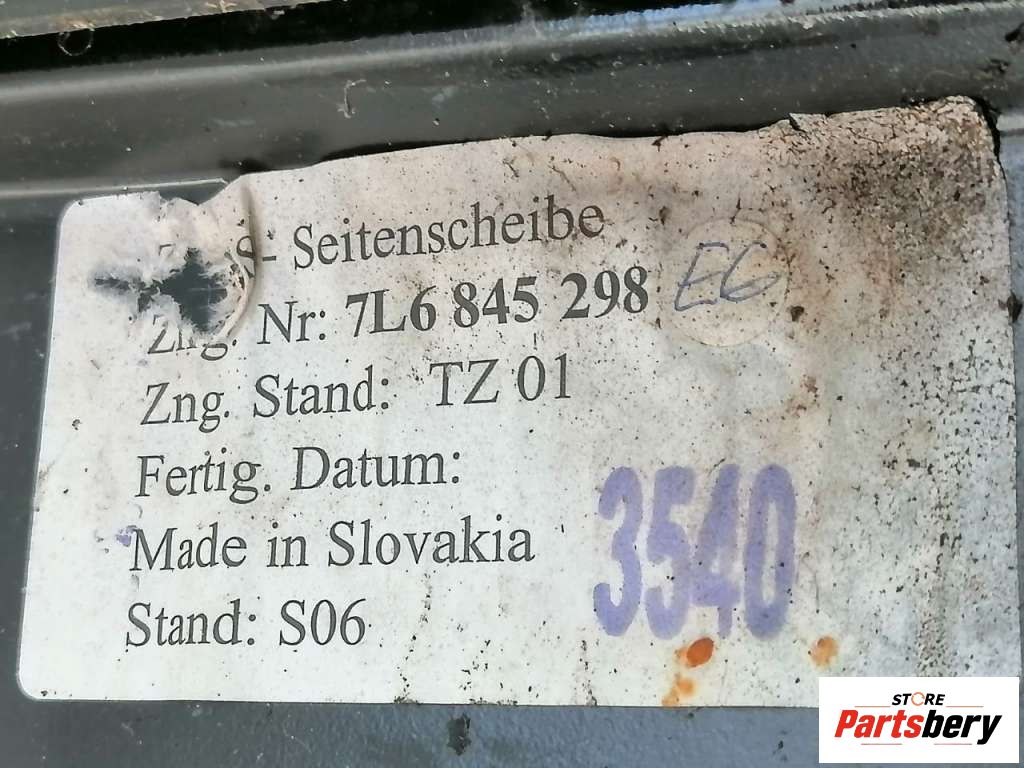 S- Seitenscheibe
Zng. Nr: 7L6 845 298 EG
Zng. Stand: TZ 01
Fertig. Datum:
3540
Made in Slovakia
Stand: S06
STORE
Partsbery